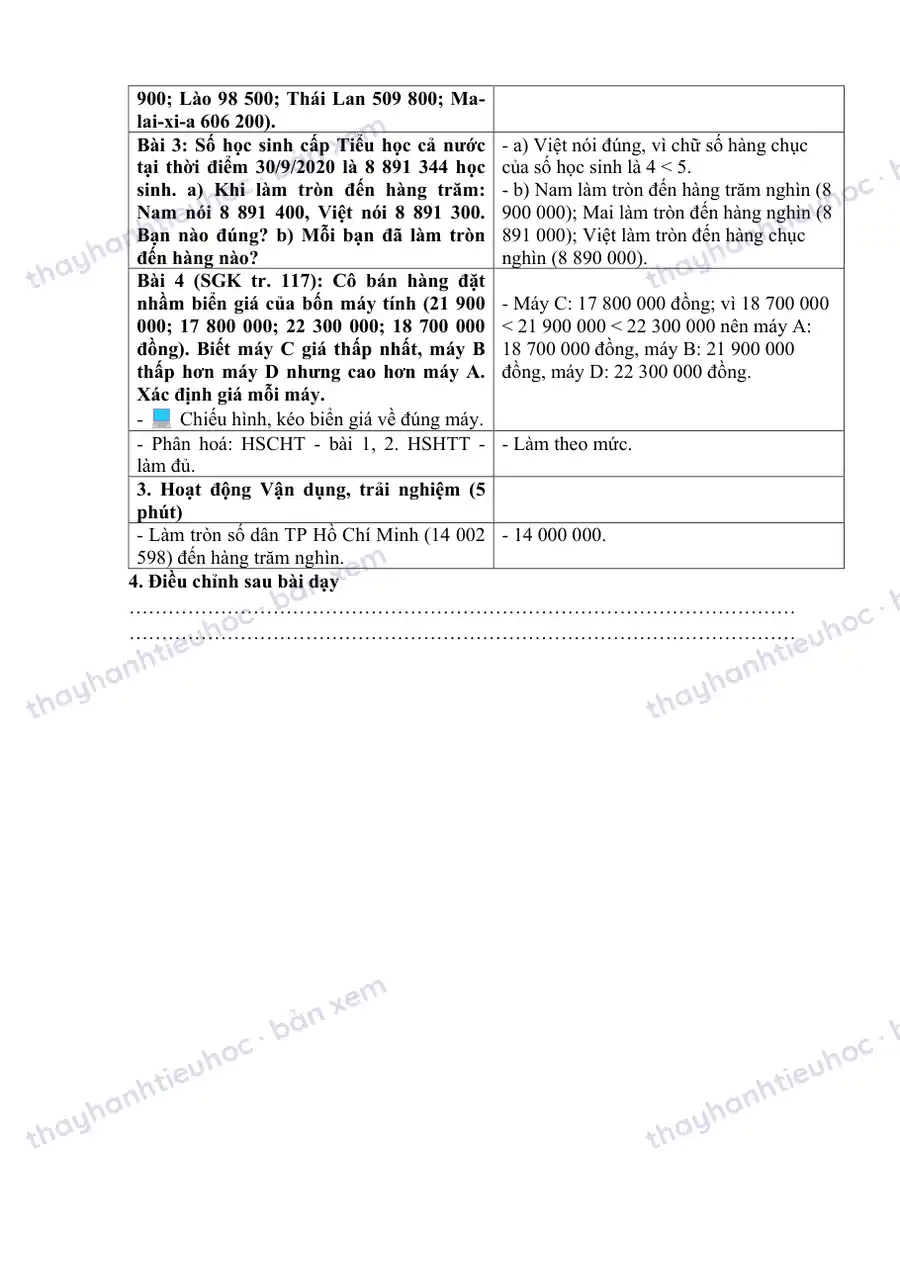 900; Lào 98 500; Thái Lan 509 800; Ma-
lai-xi-a 606 200).
Bài 3: Số học sinh cấp Tiểu học cả nước
tại thời điểm 30/9/2020 là 8 891 344 học
sinh. a) Khi làm tròn đến hàng trăm:
Nam nói 8 891 400, Việt nói 8 891 300.
Bạn nào đúng? b) Mỗi bạn đã làm tròn
đến hàng nào?
- a) Việt nói đúng, vì chữ số hàng chục
của số học sinh là 4 < 5.
- b) Nam làm tròn đến hàng trăm nghìn (8
900 000); Mai làm tròn đến hàng nghìn (8
891 000); Việt làm tròn đến hàng chục
nghìn (8 890 000).
Bài 4 (SGK tr. 117): Cô bán hàng đặt
nhầm biển giá của bốn máy tính (21 900
000; 17 800 000; 22 300 000; 18 700 000
đồng). Biết máy C giá thấp nhất, máy B
thấp hơn máy D nhưng cao hơn máy A.
Xác định giá mỗi máy.
- Chiếu hình, kéo biển giá về đúng máy.
- Máy C: 17 800 000 đồng; vì 18 700 000
< 21 900 000 < 22 300 000 nên máy A:
18 700 000 đồng, máy B: 21 900 000
đồng, máy D: 22 300 000 đồng.
- Phân hoá: HSCHT - bài 1, 2. HSHTT -
làm đủ.
- Làm theo mức.
3. Hoạt động Vận dụng, trải nghiệm (5
phút)
- Làm tròn số dân TP Hồ Chí Minh (14 002
598) đến hàng trăm nghìn.
- 14 000 000.
4. Điều chỉnh sau bài dạy
……………………………………………………………………………………
……………………………………………………………………………………
thayhanhtieuhoc · bản xem
thayhanhtieuhoc · b
thayhanhtieuhoc · bản xem
thayhanhtieuhoc · b
thayhanhtieuhoc · bản xem
thayhanhtieuhoc · b